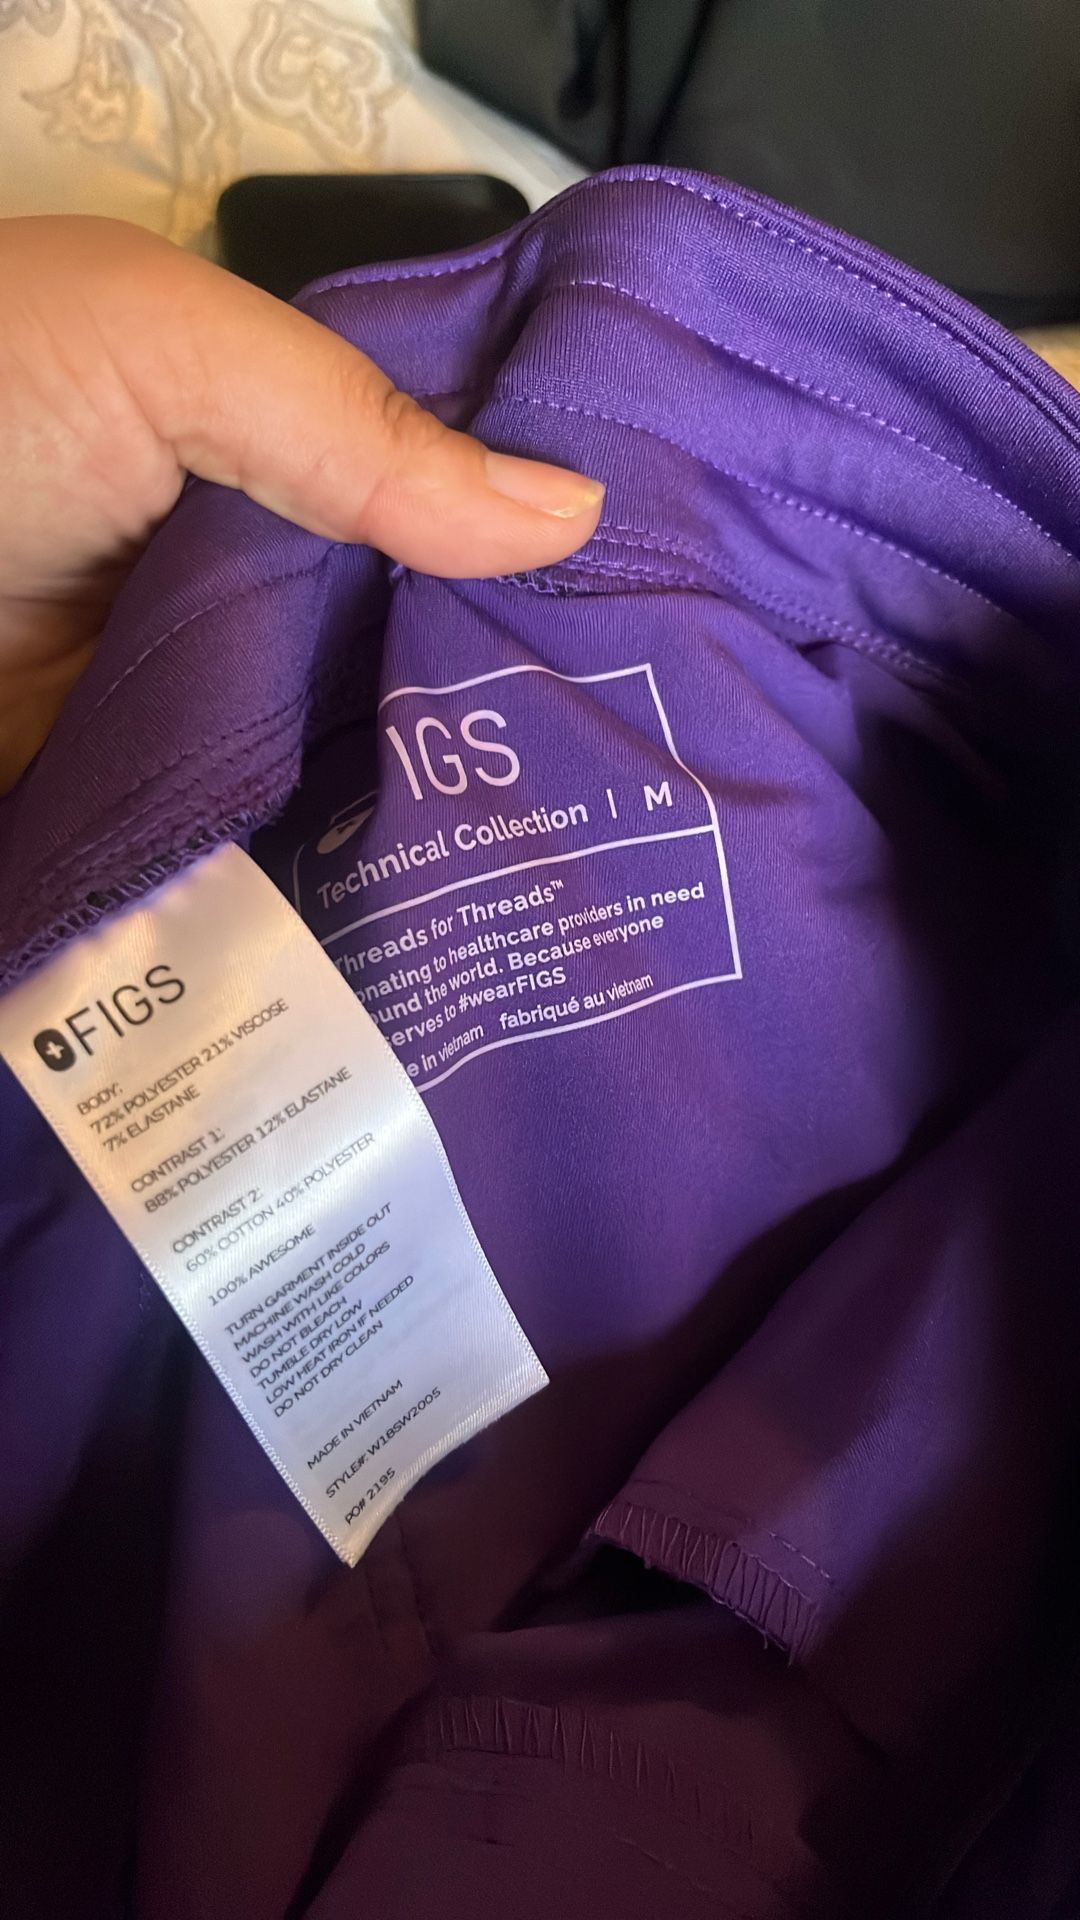 IGS
Technical Collection | M
Threads for Threads™
onating to healthcare providers in need
ound the world. Because everyone
erves to #wearFIGS
e in vietnam fabriqué au vietnam
FIGS
BODY:
72% POLYESTER 21% VISCOSE
7% ELASTANE
CONTRAST 1:
88% POLYESTER 12% ELASTANE
CONTRAST 2:
60% COTTON 40% POLYESTER
100% AWESOME
TURN GARMENT INSIDE OUT
MACHINE WASH COLD
WASH WITH LIKE COLORS
DO NOT BLEACH
TUMBLE DRY LOW
LOW HEAT IRON IF NEEDED
DO NOT DRY CLEAN
MADE IN VIETNAM
STYLE#: W18SW2005
PO# 2195